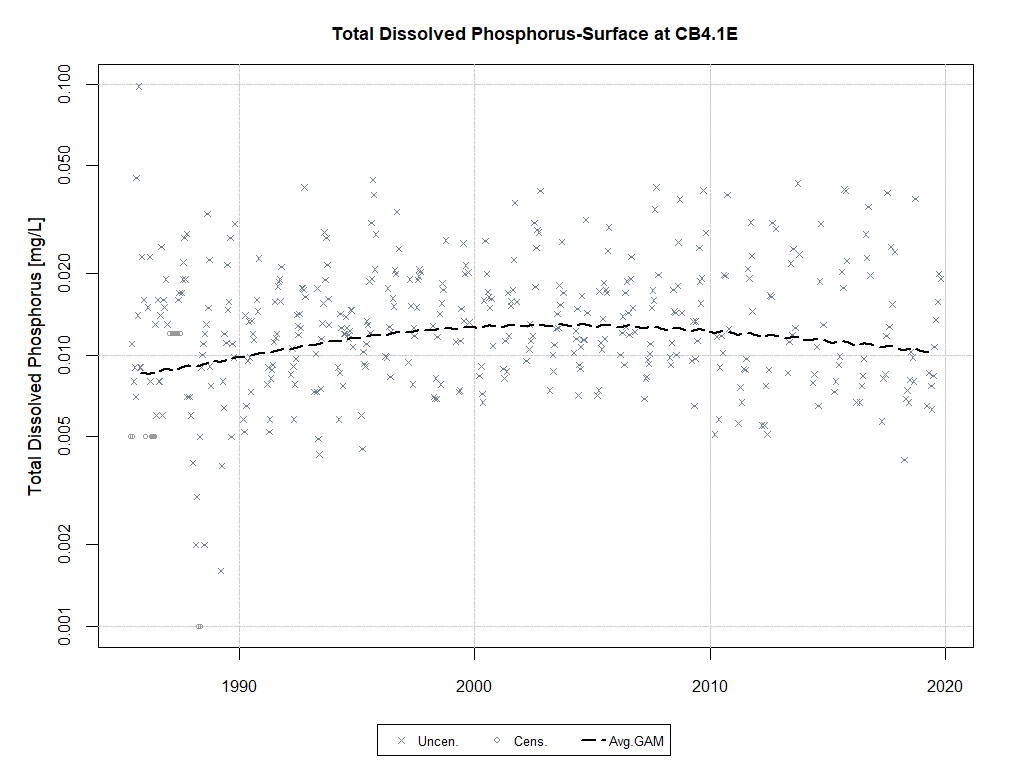 Total Dissolved Phosphorus-Surface at CB4.1E
Total Dissolved Phosphorus [mg/L]
0.100
0.050
0.020
0.010
0.005
0.002
0.001
1990 2000 2010 2020
Uncen. Cens. Avg.GAM